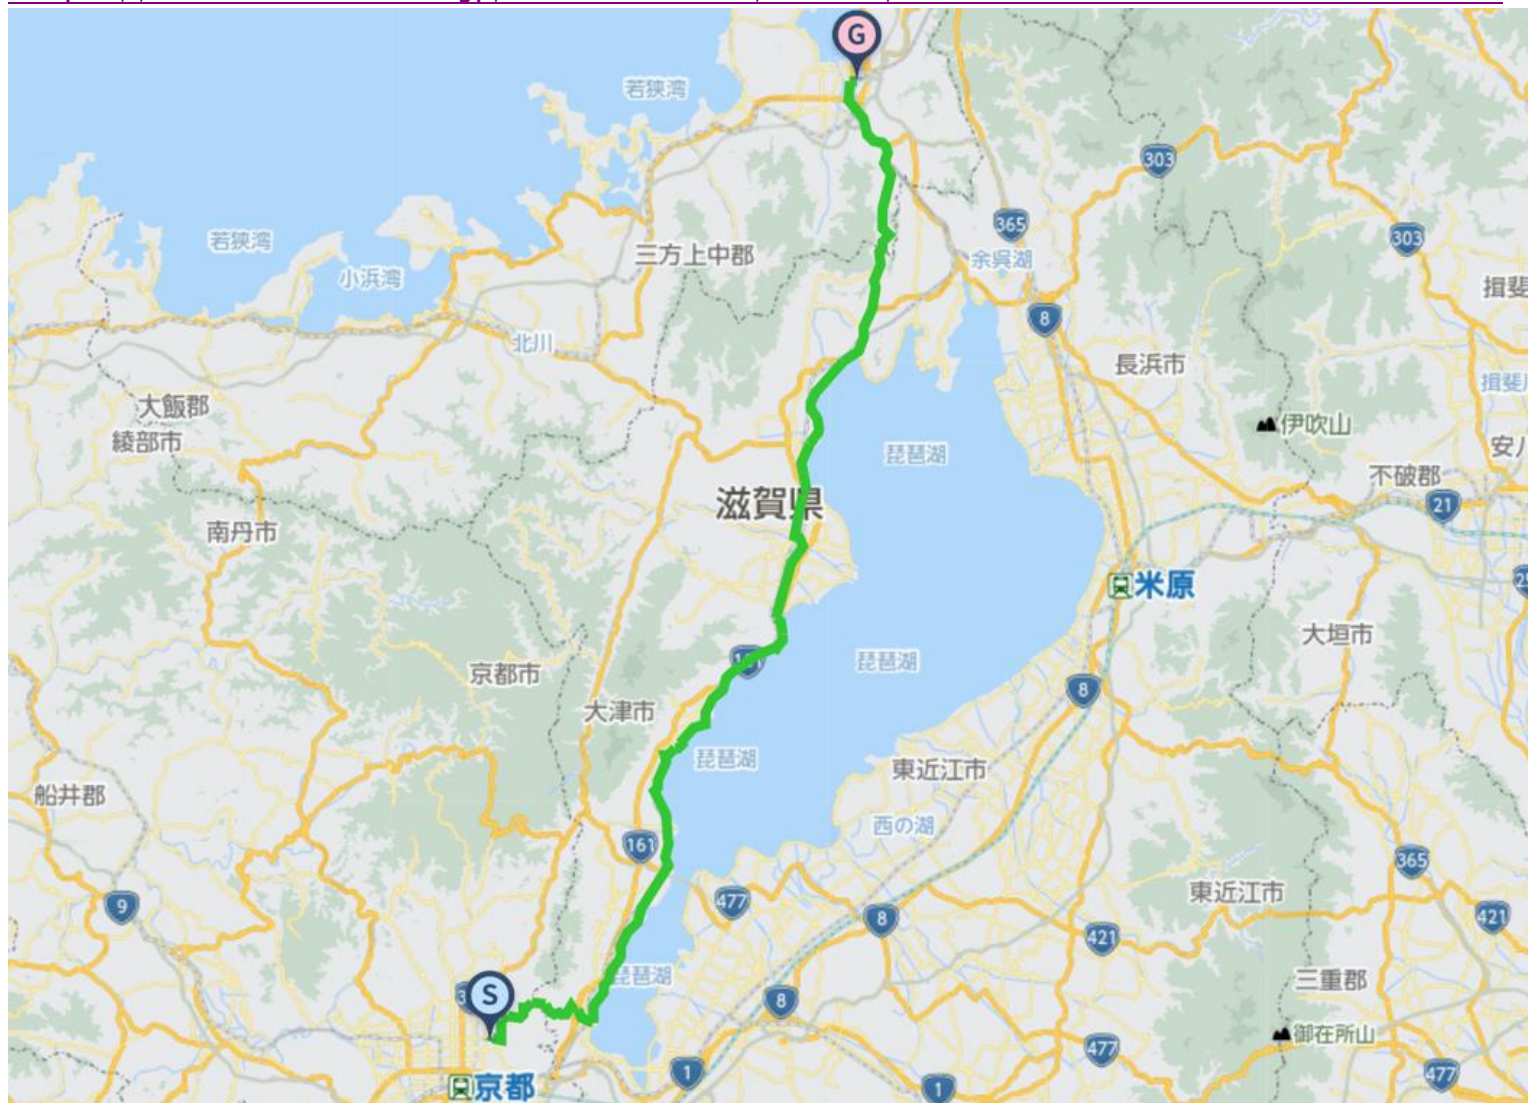 G
若狭湾
303
若狭湾
365
303
三方上中郡
余呉湖
小浜湾
揖斐
8
北川
長浜市
揖斐川
大飯郡
綾部市
伊吹山
琵琶湖
不破郡
滋賀県
21
南丹市
米原
大垣市
琵琶湖
京都市
8
大津市
琵琶湖
東近江市
船井郡
西の湖
161
365
477
東近江市
9
8
421
421
琵琶湖
三重郡
S
8
御在所山
477
1
477
京都
1